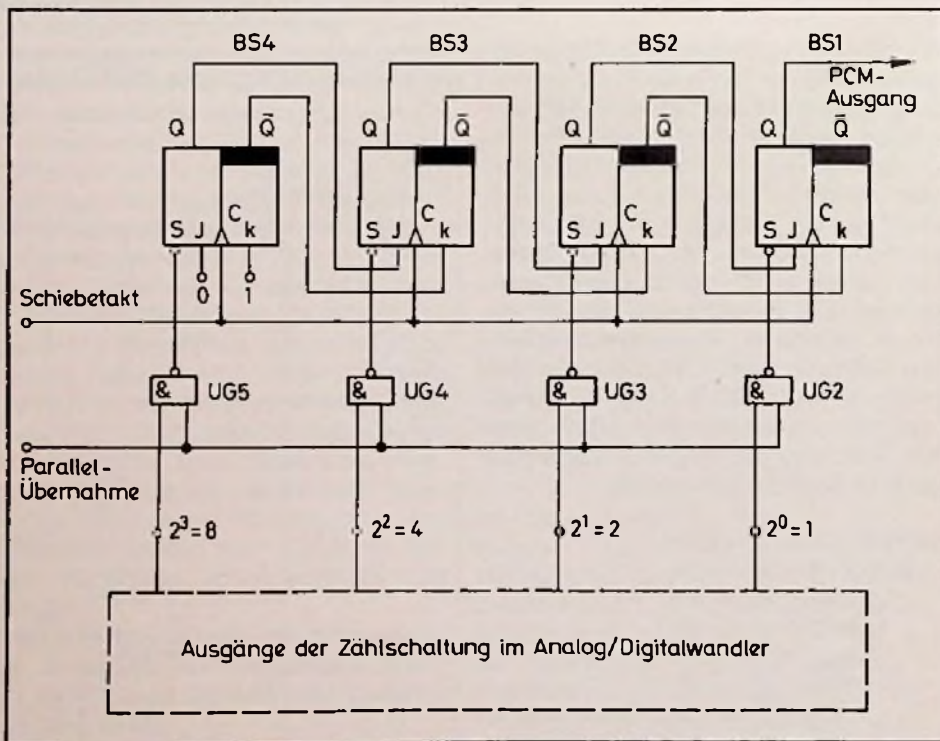 BS4 BS3 BS2 BS1
PCM-
Ausgang
Q Q̄ Q Q̄ Q Q̄ Q Q̄
S J C k S J C k S J C k S J C k
0 1
Schiebetakt
& UG5 & UG4 & UG3 & UG2
Parallel-
Übernahme
2³=8 2²=4 2¹=2 2⁰=1
Ausgänge der Zählschaltung im Analog/Digitalwandler